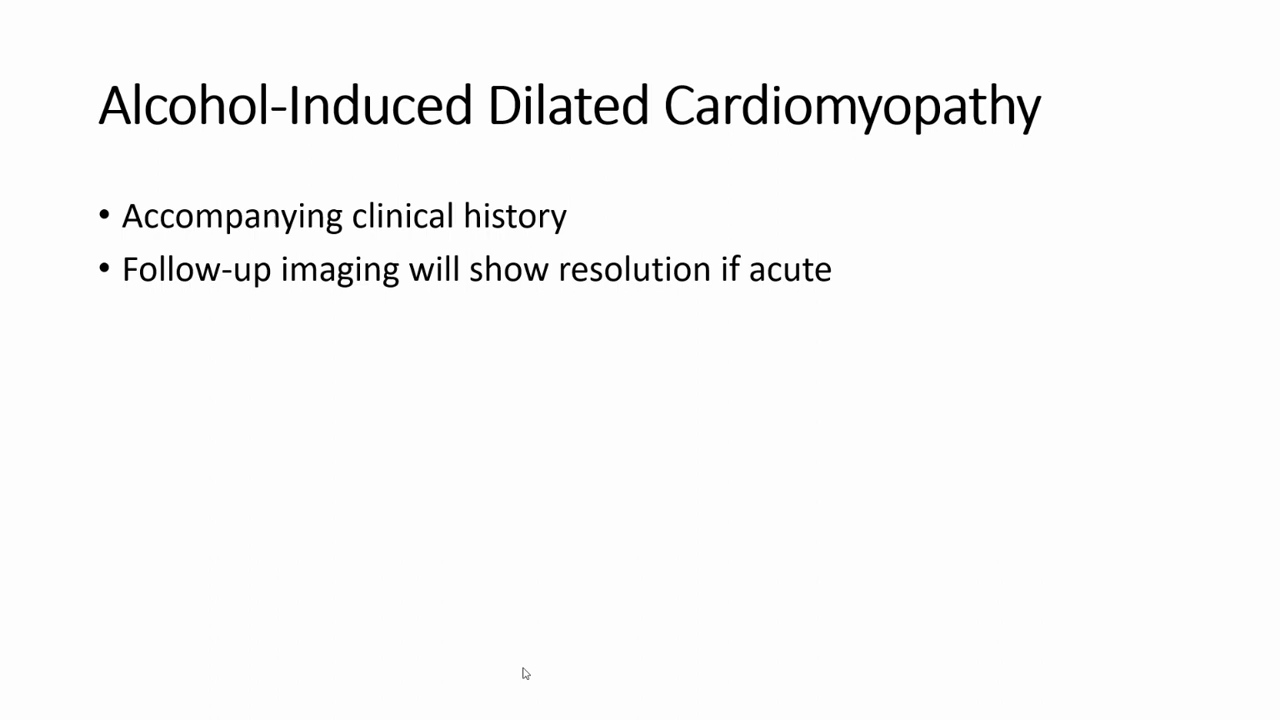 Alcohol-Induced Dilated Cardiomyopathy
• Accompanying clinical history
• Follow-up imaging will show resolution if acute